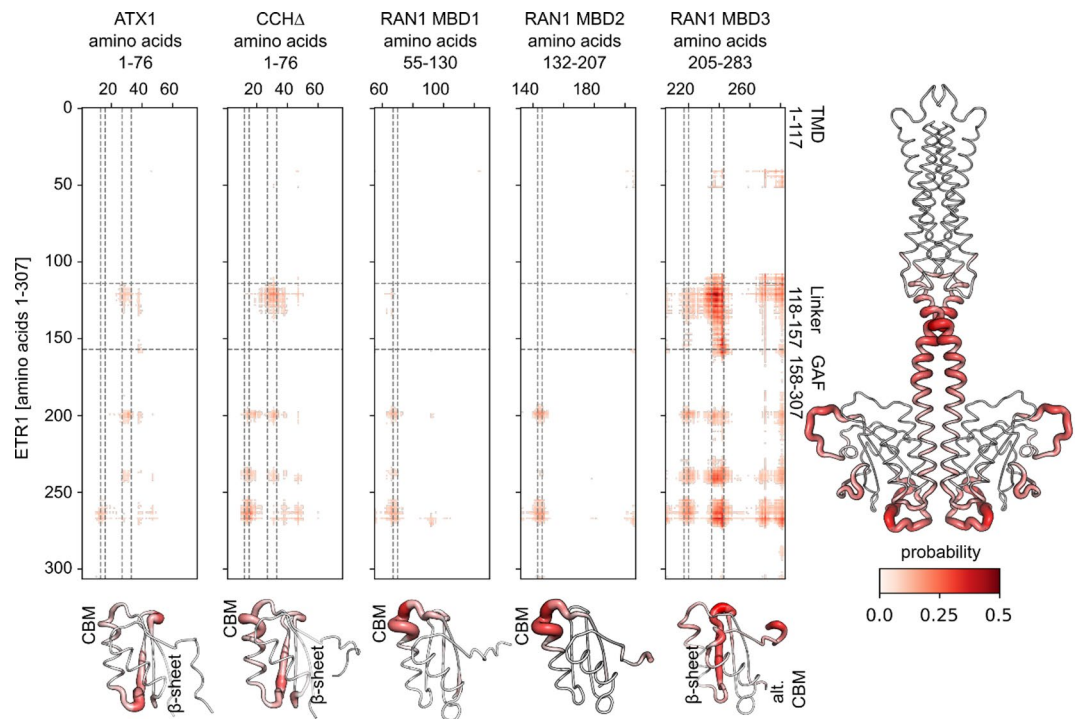 ATX1
amino acids
1-76
CCHΔ
amino acids
1-76
RAN1 MBD1
amino acids
55-130
RAN1 MBD2
amino acids
132-207
RAN1 MBD3
amino acids
205-283
20 40 60
20 40 60
60 100
140 180
220 260
ETR1 [amino acids 1-307]
0
50
100
150
200
250
300
TMD
1-117
Linker
118-157
GAF
158-307
probability
0.0 0.25 0.5
CBM
β-sheet
CBM
β-sheet
CBM
CBM
β-sheet
alt.
CBM